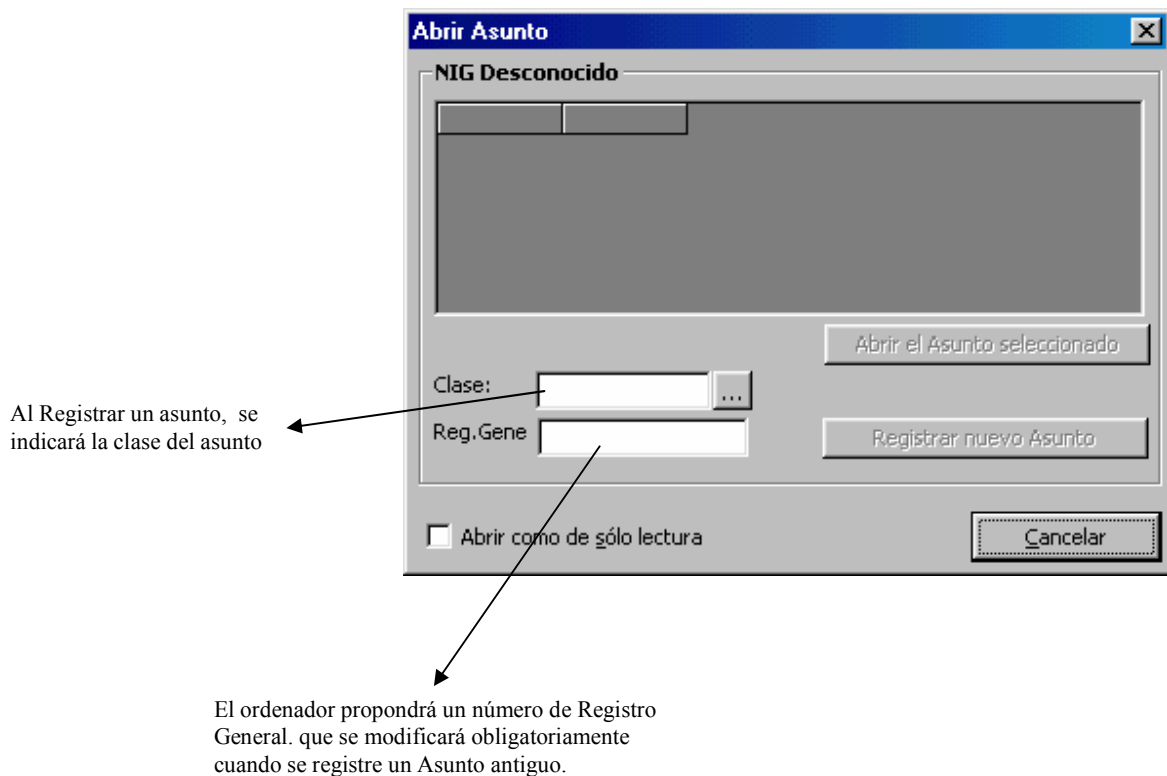 Abrir Asunto
NIG Desconocido
Abrir el Asunto seleccionado
Clase:
...
Al Registrar un asunto, se
indicará la clase del asunto
Reg.Gene
Registrar nuevo Asunto
Abrir como de sólo lectura
Cancelar
El ordenador propondrá un número de Registro
General. que se modificará obligatoriamente
cuando se registre un Asunto antiguo.